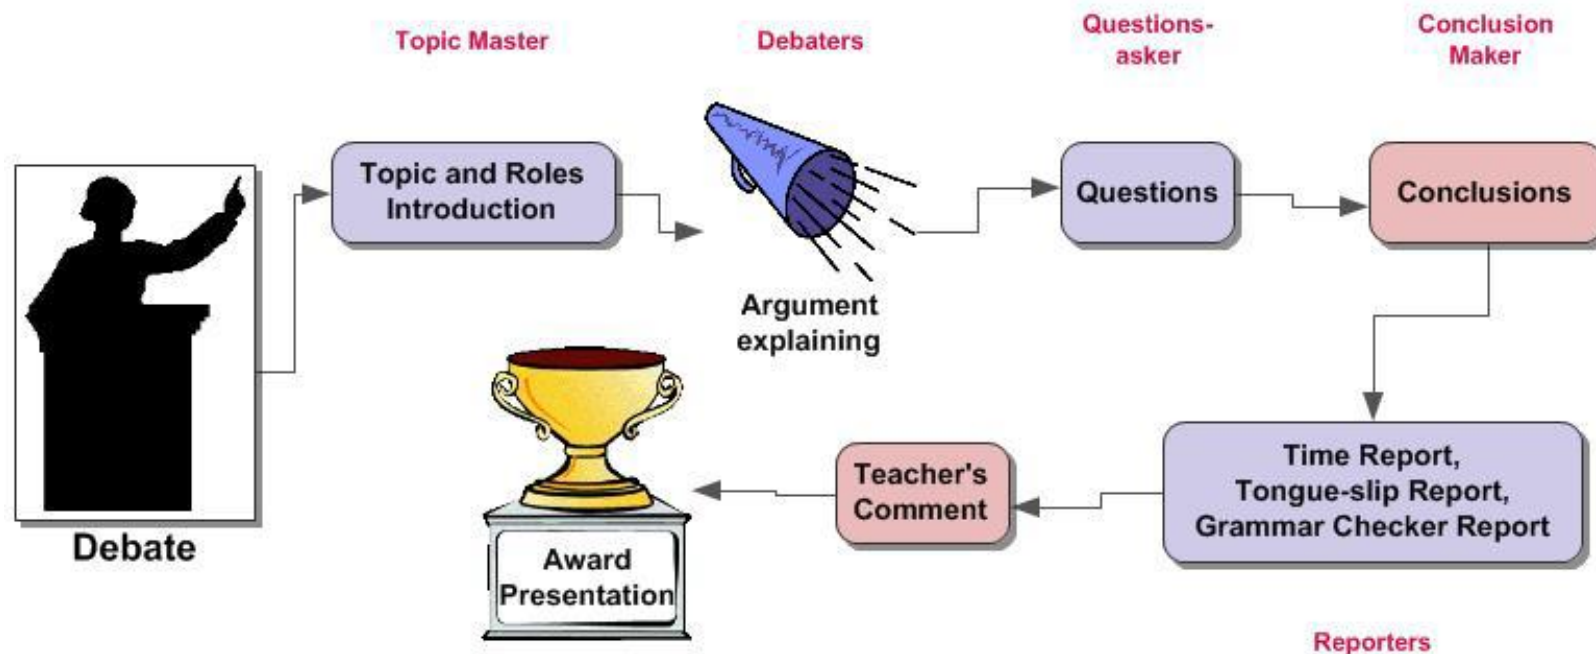 Topic Master
Debaters
Questions-
asker
Conclusion
Maker
Topic and Roles
Introduction
Questions
Conclusions
Argument
explaining
Debate
Time Report,
Tongue-slip Report,
Grammar Checker Report
Teacher's
Comment
Award
Presentation
Reporters